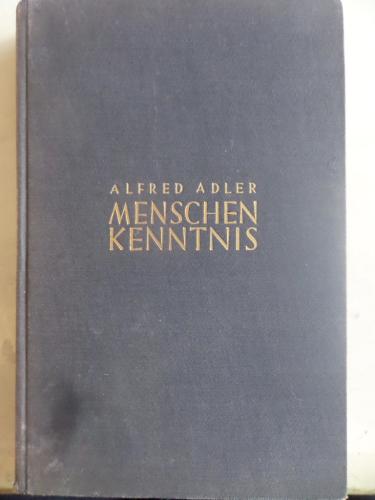 ALFRED ADLER
MENSCHEN
KENNTNIS